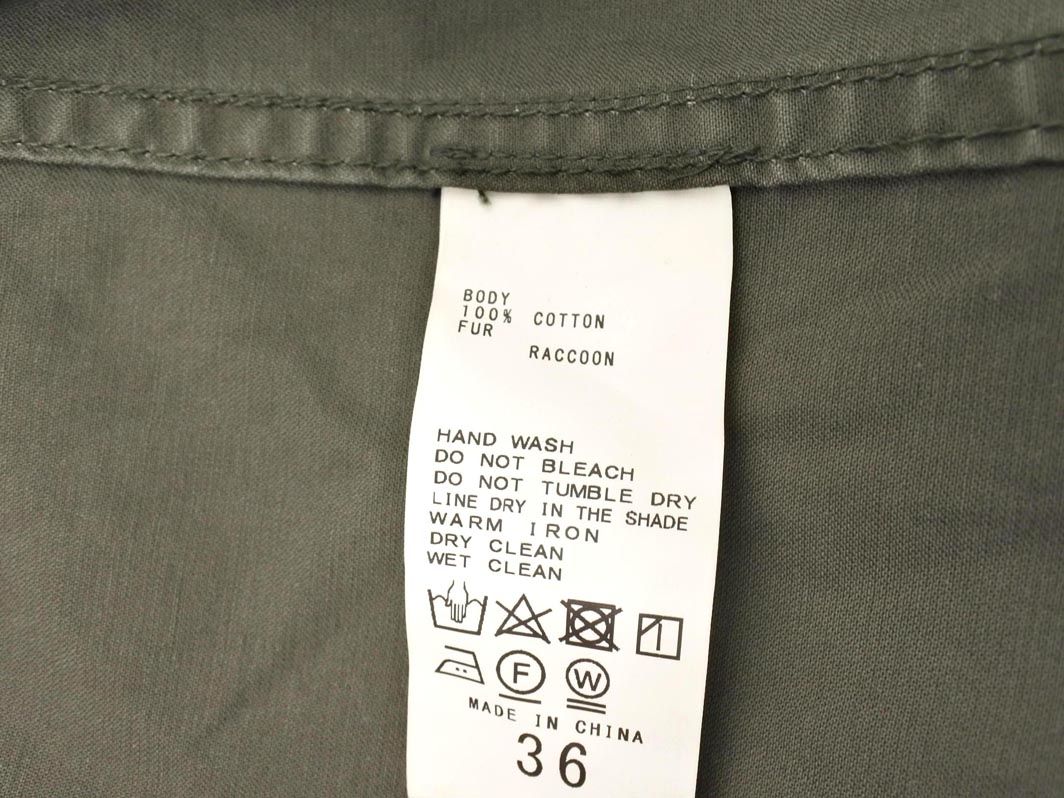 BODY
100% COTTON
FUR
RACCOON
HAND WASH
DO NOT BLEACH
DO NOT TUMBLE DRY
LINE DRY IN THE SHADE
WARM IRON
DRY CLEAN
WET CLEAN
F W
MADE IN CHINA
36